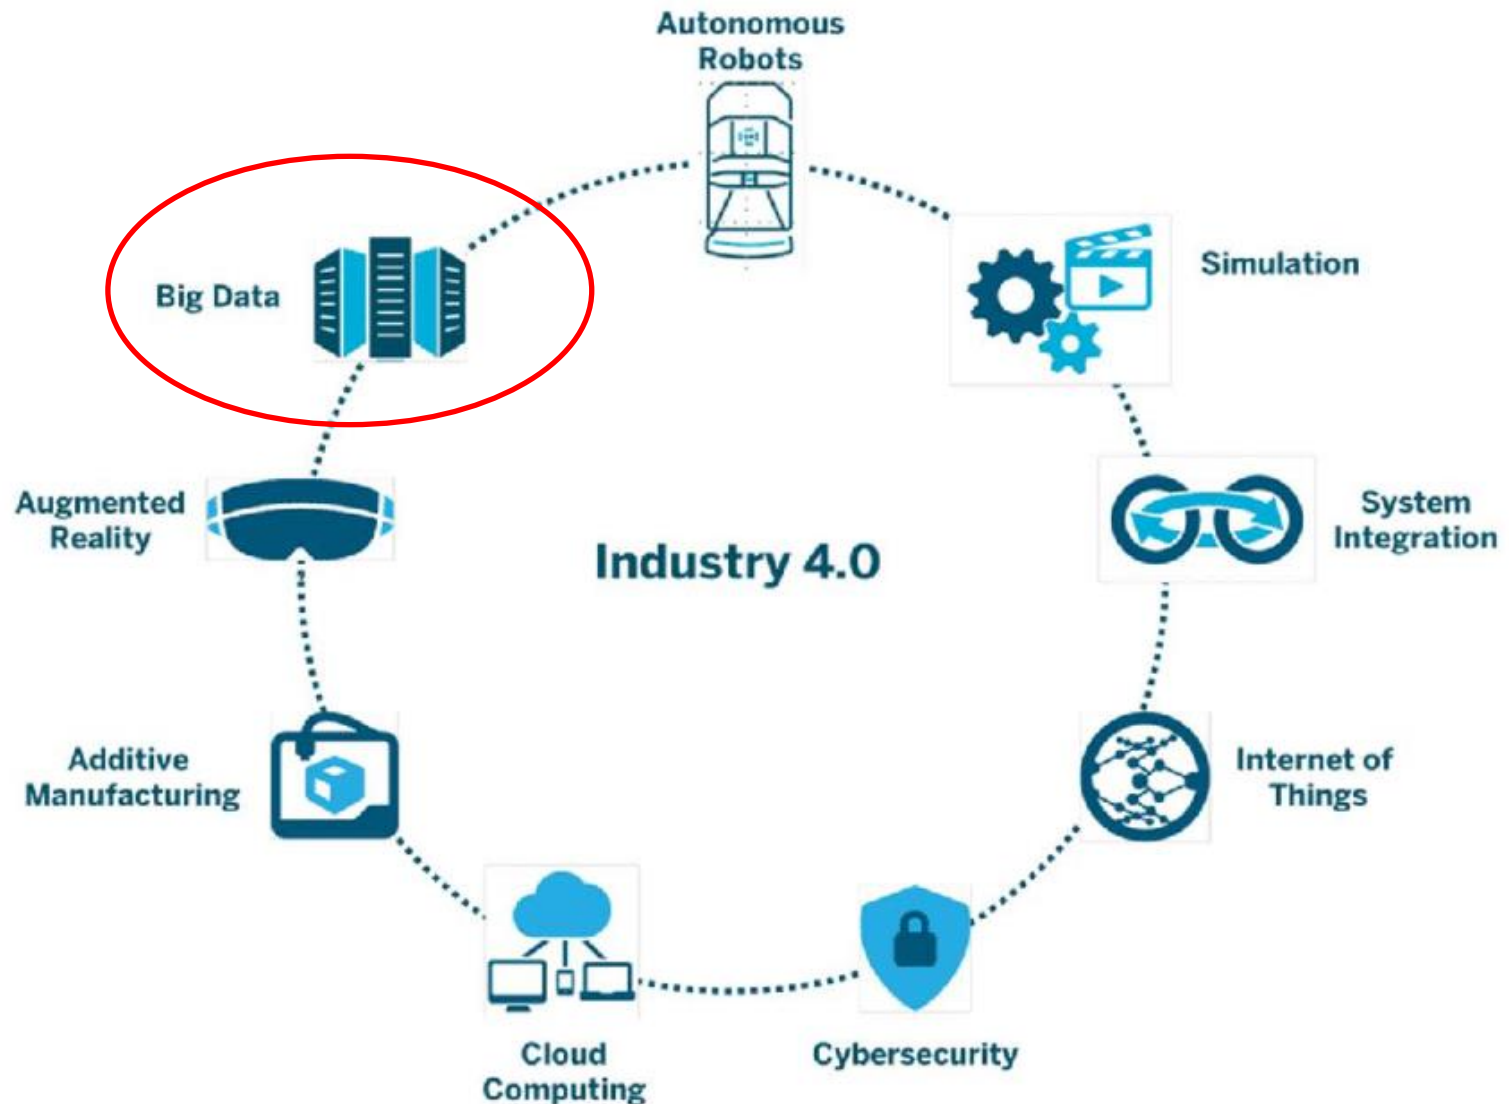 Autonomous
Robots
Big Data
Simulation
Augmented
Reality
System
Integration
Industry 4.0
Additive
Manufacturing
Internet of
Things
Cloud
Computing
Cybersecurity